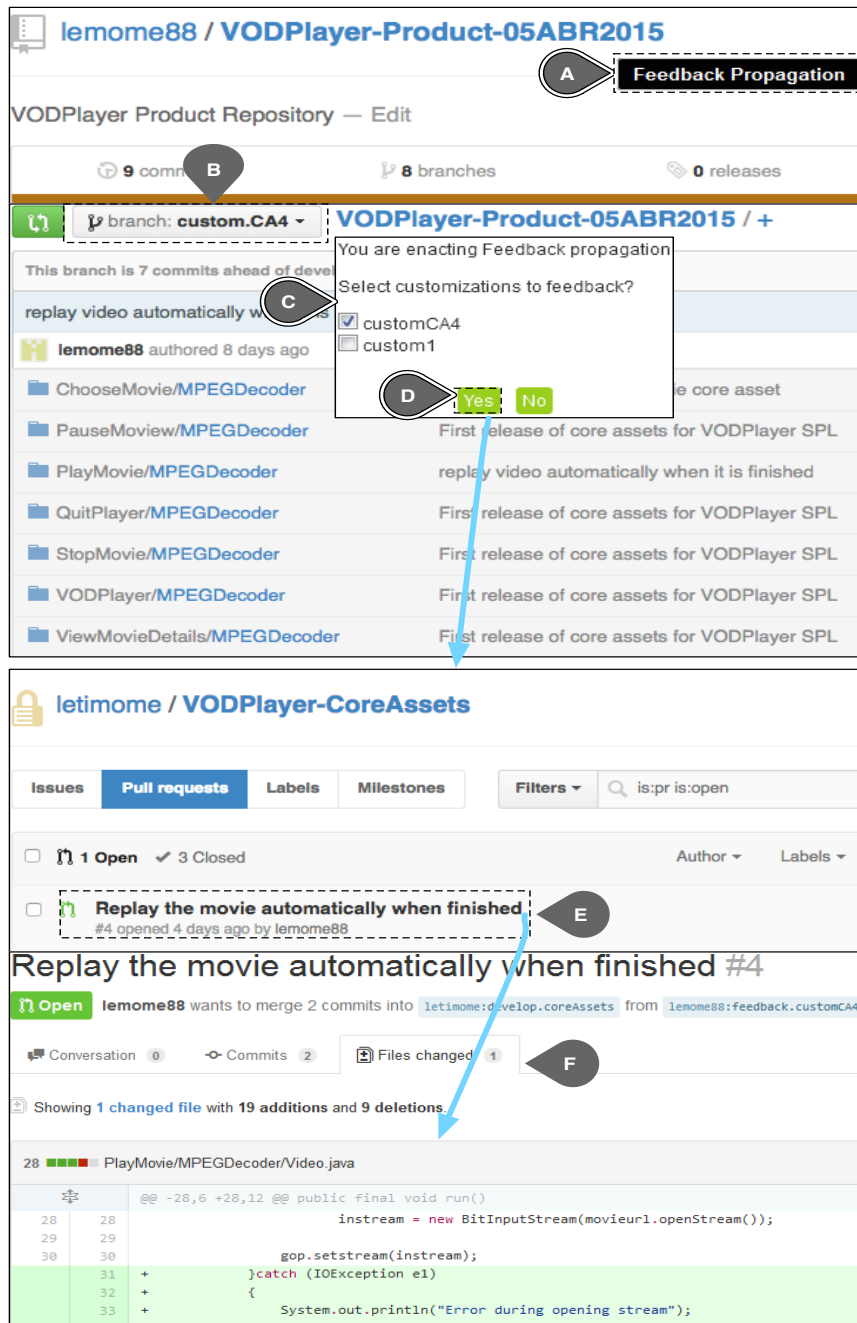 lemome88 / VODPlayer-Product-05ABR2015
A
Feedback Propagation
VODPlayer Product Repository — Edit
9 comm
B
8 branches
0 releases
branch: custom.CA4
VODPlayer-Product-05ABR2015 / +
You are enacting Feedback propagation
This branch is 7 commits ahead of devel
Select customizations to feedback?
C
replay video automatically w
customCA4
custom1
lemome88 authored 8 days ago
D
Yes
No
ChooseMovie/MPEGDecoder
ie core asset
PauseMoview/MPEGDecoder
First release of core assets for VODPlayer SPL
PlayMovie/MPEGDecoder
replay video automatically when it is finished
QuitPlayer/MPEGDecoder
First release of core assets for VODPlayer SPL
StopMovie/MPEGDecoder
First release of core assets for VODPlayer SPL
VODPlayer/MPEGDecoder
First release of core assets for VODPlayer SPL
ViewMovieDetails/MPEGDecoder
First release of core assets for VODPlayer SPL
letimome / VODPlayer-CoreAssets
Issues
Pull requests
Labels
Milestones
Filters
is:pr is:open
1 Open
3 Closed
Author
Labels
Replay the movie automatically when finished
E
#4 opened 4 days ago by lemome88
Replay the movie automatically when finished #4
Open
lemome88 wants to merge 2 commits into letimome:develop.coreAssets from lemome88:feedback.customCA4
Conversation 0
Commits 2
Files changed 1
F
Showing 1 changed file with 19 additions and 9 deletions.
28 PlayMovie/MPEGDecoder/Video.java
@@ -28,6 +28,12 @@ public final void run()
28 28 instream = new BitInputStream(movieurl.openStream());
29 29
30 30 gop.setstream(instream);
31 + }catch (IOException e1)
32 + {
33 + System.out.println("Error during opening stream");